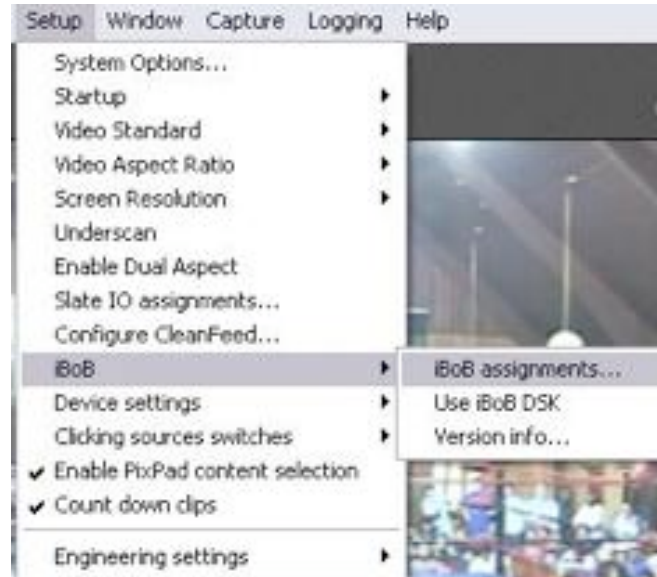 Setup Window Capture Logging Help
System Options...
Startup
Video Standard
Video Aspect Ratio
Screen Resolution
Underscan
Enable Dual Aspect
Slate IO assignments...
Configure CleanFeed...
iBoB
iBoB assignments...
Device settings
Use iBoB DSK
Clicking sources switches
Version info...
Enable PixPad content selection
Count down clips
Engineering settings